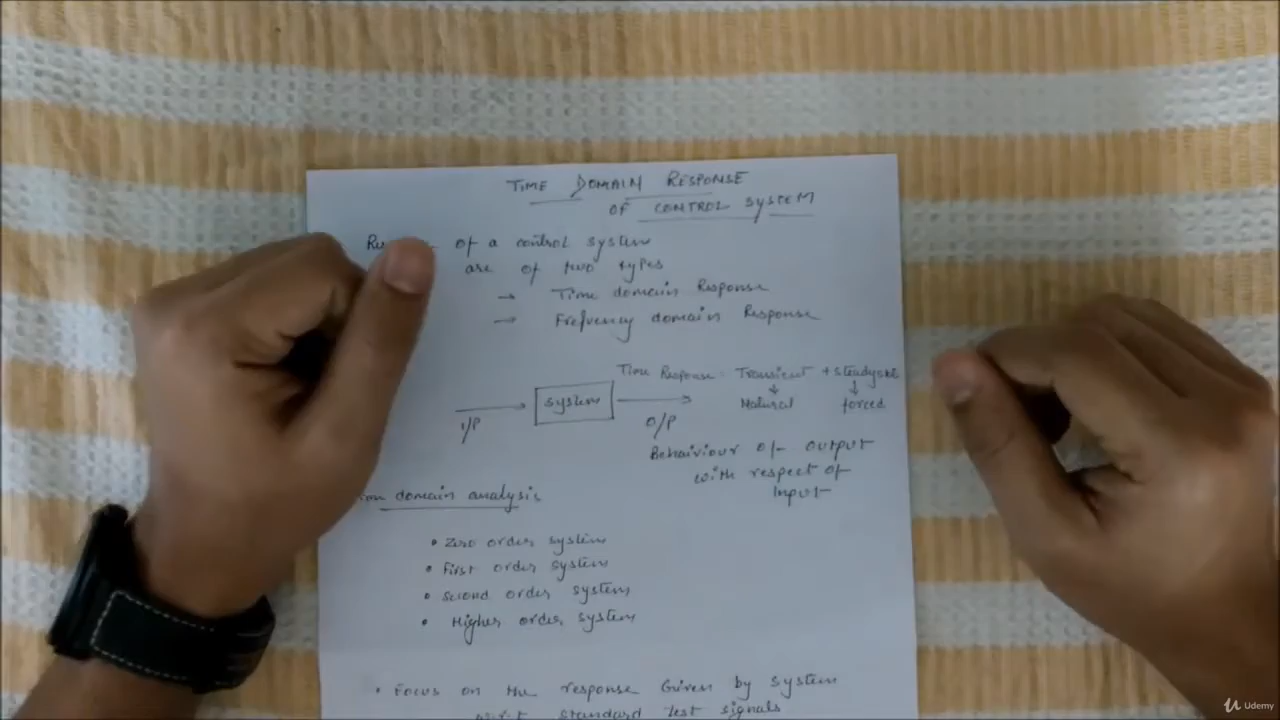 TIME DOMAIN RESPONSE
OF CONTROL SYSTEM
of a control system
are of two types
→ Time domain Response
→ Frequency domain Response
Time Response = Transient + steady
↓ ↓
Natural forced
I/P system O/P
Behaiviour of output
with respect of
Input
domain analysis
• Zero order system
• First order system
• Second order system
• Higher order system
• Focus on the response Given by system
w.r.t standard test signals
Udemy